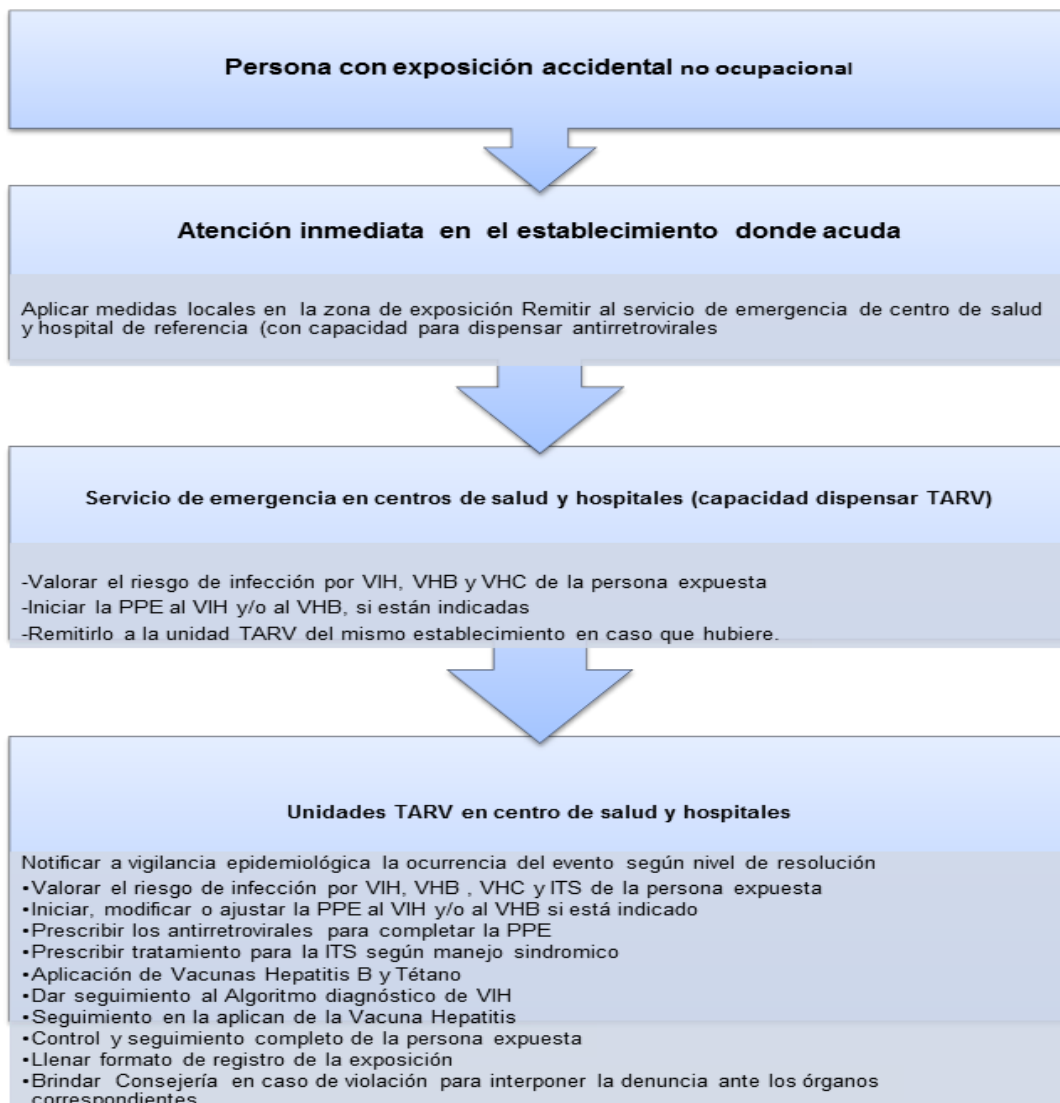 Persona con exposición accidental no ocupacional
Atención inmediata en el establecimiento donde acuda
Aplicar medidas locales en la zona de exposición Remitir al servicio de emergencia de centro de salud
y hospital de referencia (con capacidad para dispensar antirretrovirales
Servicio de emergencia en centros de salud y hospitales (capacidad dispensar TARV)
-Valorar el riesgo de infección por VIH, VHB y VHC de la persona expuesta
-Iniciar la PPE al VIH y/o al VHB, si están indicadas
-Remitirlo a la unidad TARV del mismo establecimiento en caso que hubiere.
Unidades TARV en centro de salud y hospitales
Notificar a vigilancia epidemiológica la ocurrencia del evento según nivel de resolución
•Valorar el riesgo de infección por VIH, VHB , VHC y ITS de la persona expuesta
•Iniciar, modificar o ajustar la PPE al VIH y/o al VHB si está indicado
•Prescribir los antirretrovirales para completar la PPE
•Prescribir tratamiento para la ITS según manejo sindromico
•Aplicación de Vacunas Hepatitis B y Tétano
•Dar seguimiento al Algoritmo diagnóstico de VIH
•Seguimiento en la aplican de la Vacuna Hepatitis
•Control y seguimiento completo de la persona expuesta
•Llenar formato de registro de la exposición
•Brindar Consejería en caso de violación para interponer la denuncia ante los órganos
correspondientes